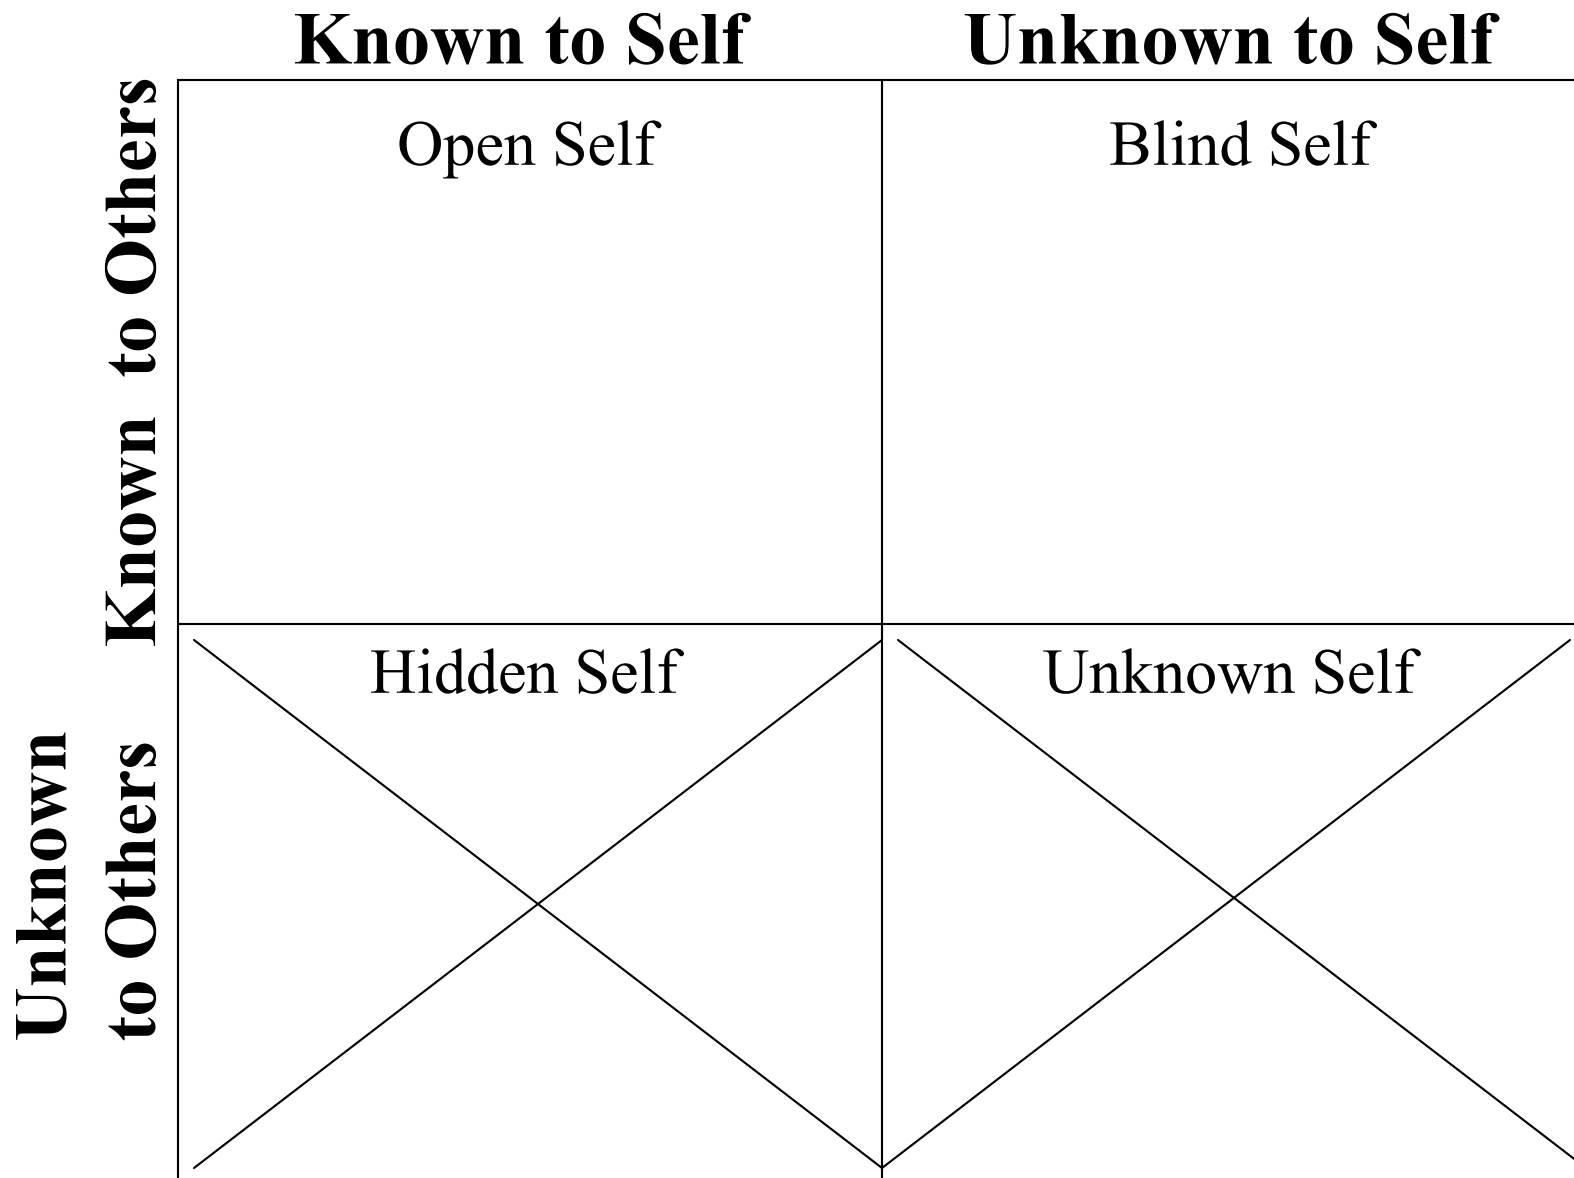 Known to Self
Unknown to Self
Known to Others
Open Self
Blind Self
Unknown
to Others
Hidden Self
Unknown Self